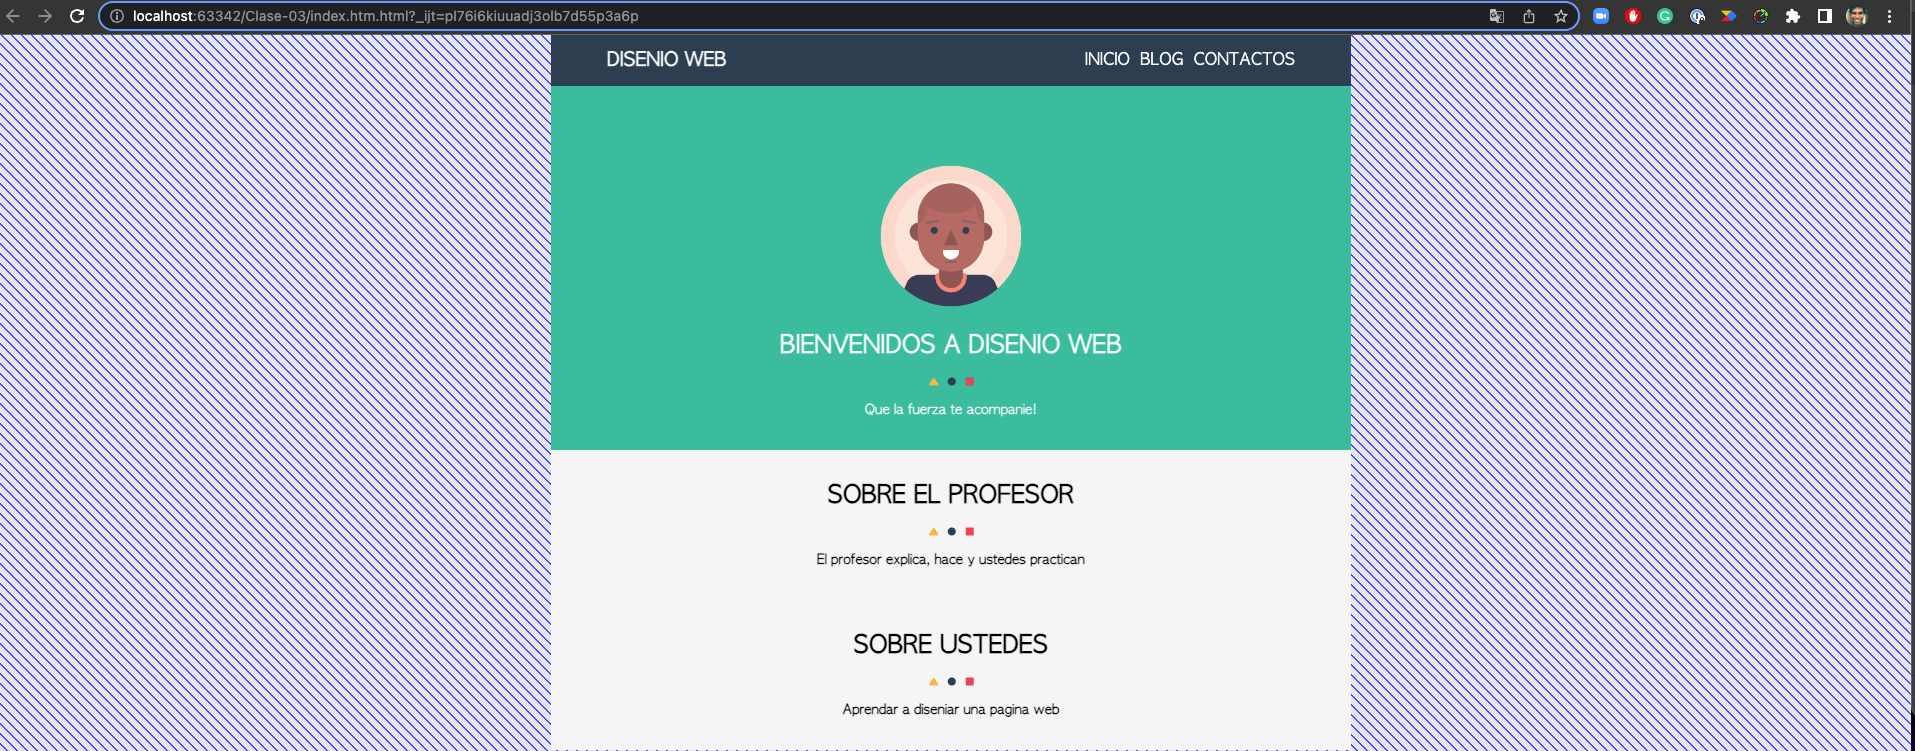 localhost:63342/Clase-03/index.htm.html?_ijt=pl76i6kiuuadj3olb7d55p3a6p
DISENIO WEB
INICIO BLOG CONTACTOS
BIENVENIDOS A DISENIO WEB
Que la fuerza te acompanie!
SOBRE EL PROFESOR
El profesor explica, hace y ustedes practican
SOBRE USTEDES
Aprendar a diseniar una pagina web